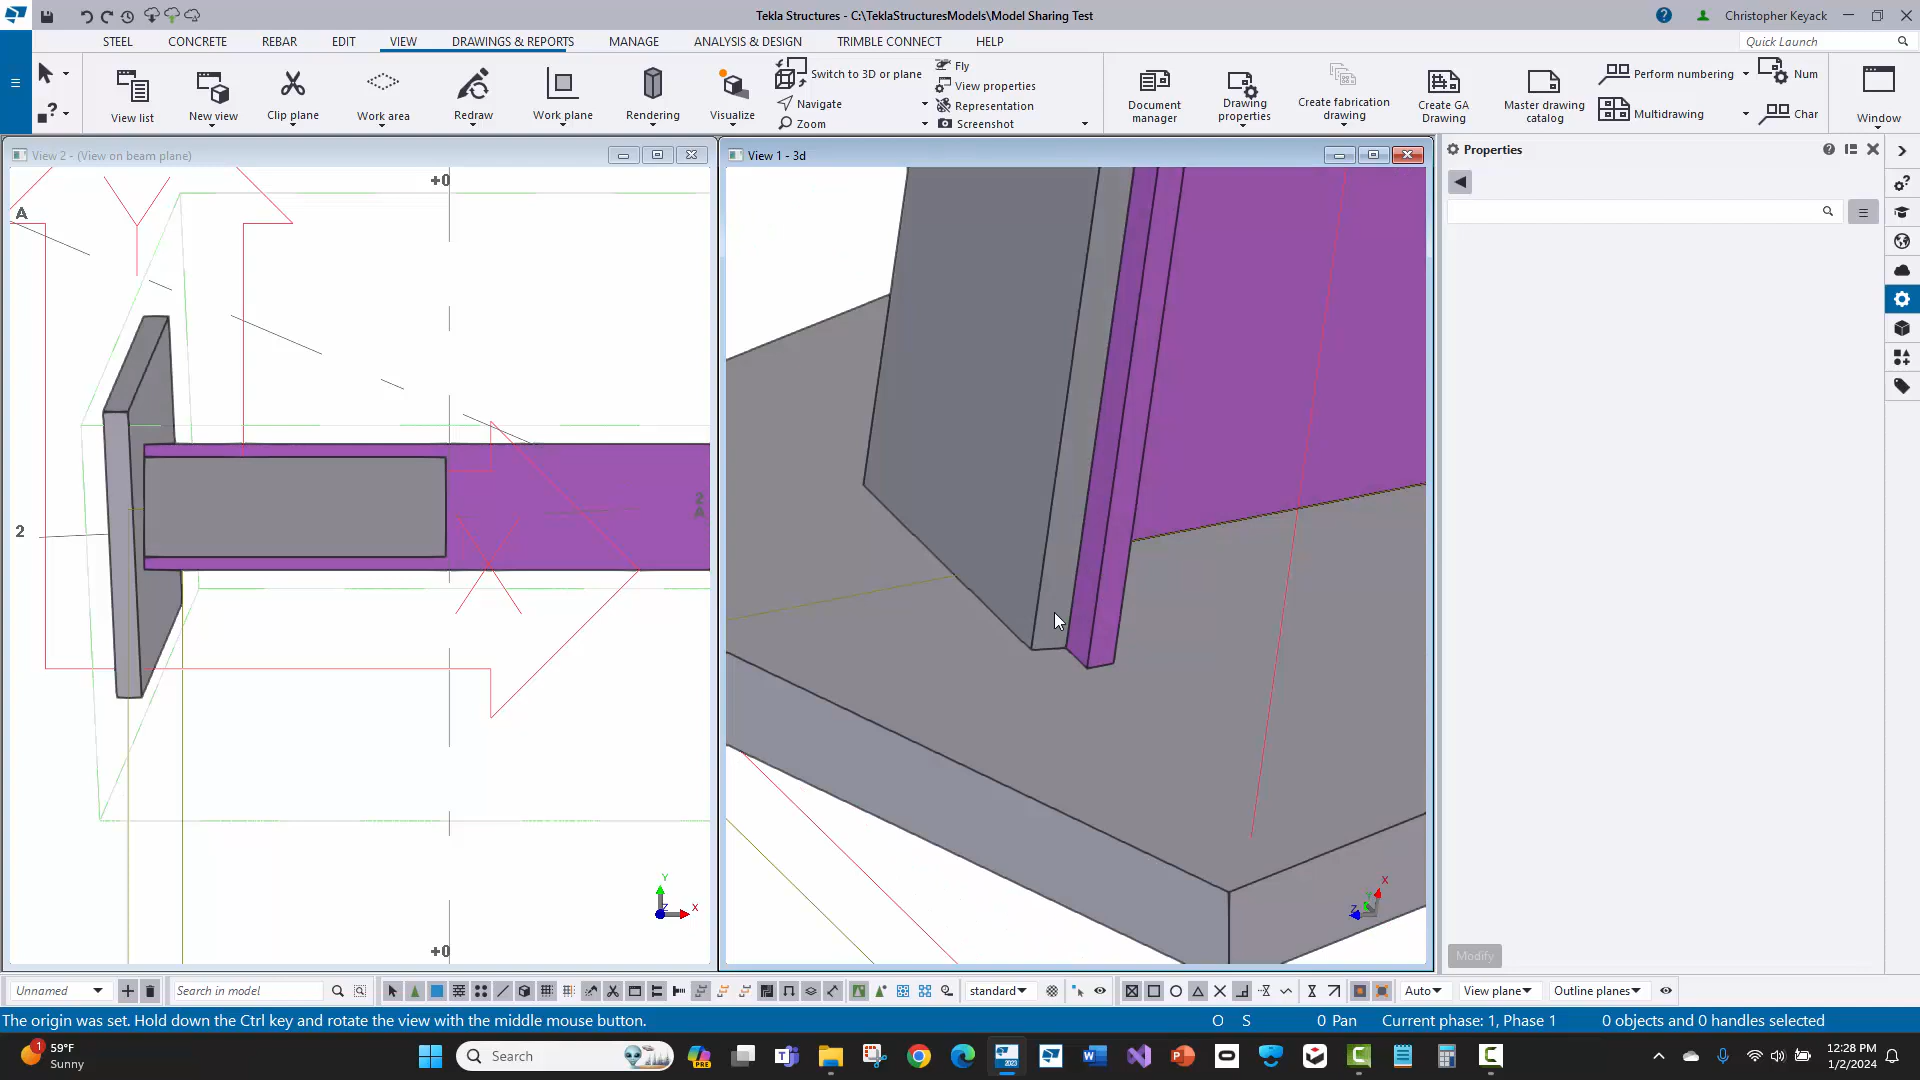 Tekla Structures - C:\TeklaStructuresModels\Model Sharing Test
Christopher Keyack
STEEL CONCRETE REBAR EDIT VIEW DRAWINGS & REPORTS MANAGE ANALYSIS & DESIGN TRIMBLE CONNECT HELP
Quick Launch
View list
New view
Clip plane
Work area
Redraw
Work plane
Rendering
Visualize
Switch to 3D or plane
Navigate
Zoom
Fly
View properties
Representation
Screenshot
Document manager
Drawing properties
Create fabrication drawing
Create GA Drawing
Master drawing catalog
Perform numbering
Multidrawing
Num
Char
Window
View 2 - (View on beam plane)
View 1 - 3d
Properties
+0
A
2
2
A
+0
Y
X
Z
X
Y
Z
Modify
Unnamed
Search in model
standard
Auto
View plane
Outline planes
The origin was set. Hold down the Ctrl key and rotate the view with the middle mouse button.
O S 0 Pan Current phase: 1, Phase 1 0 objects and 0 handles selected
1
59°F
Sunny
Search
PRE
2023
12:28 PM
1/2/2024